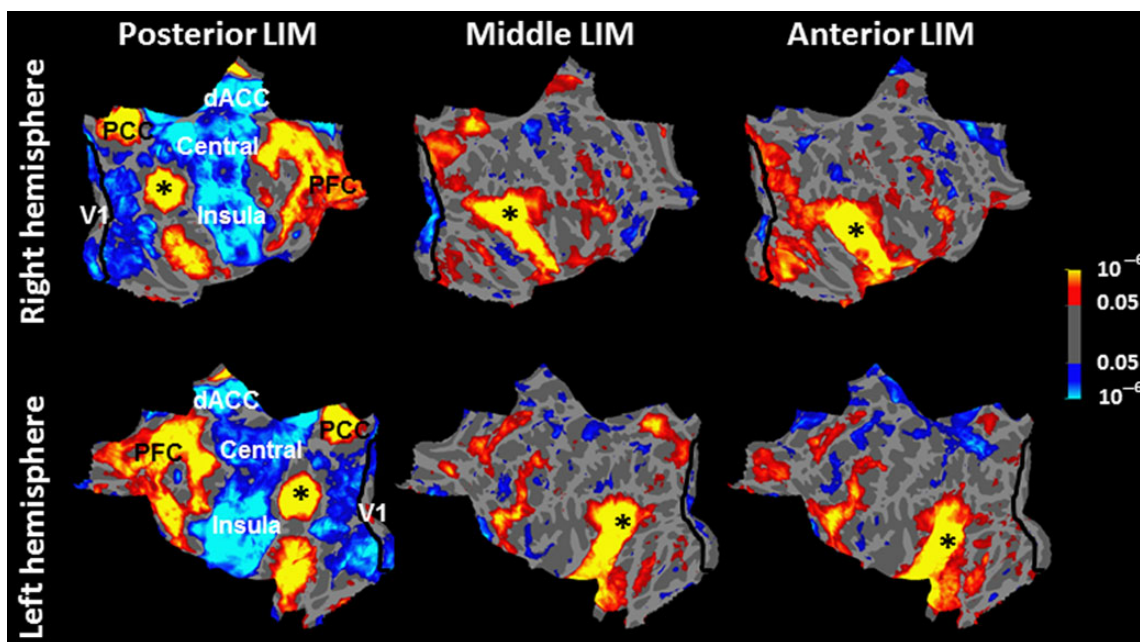 Posterior LIM
Middle LIM
Anterior LIM
Right hemisphere
dACC
PCC
Central
*
PFC
V1
Insula
*
*
10⁻⁶
0.05
0.05
10⁻⁶
Left hemisphere
dACC
PCC
PFC
Central
*
V1
Insula
*
*